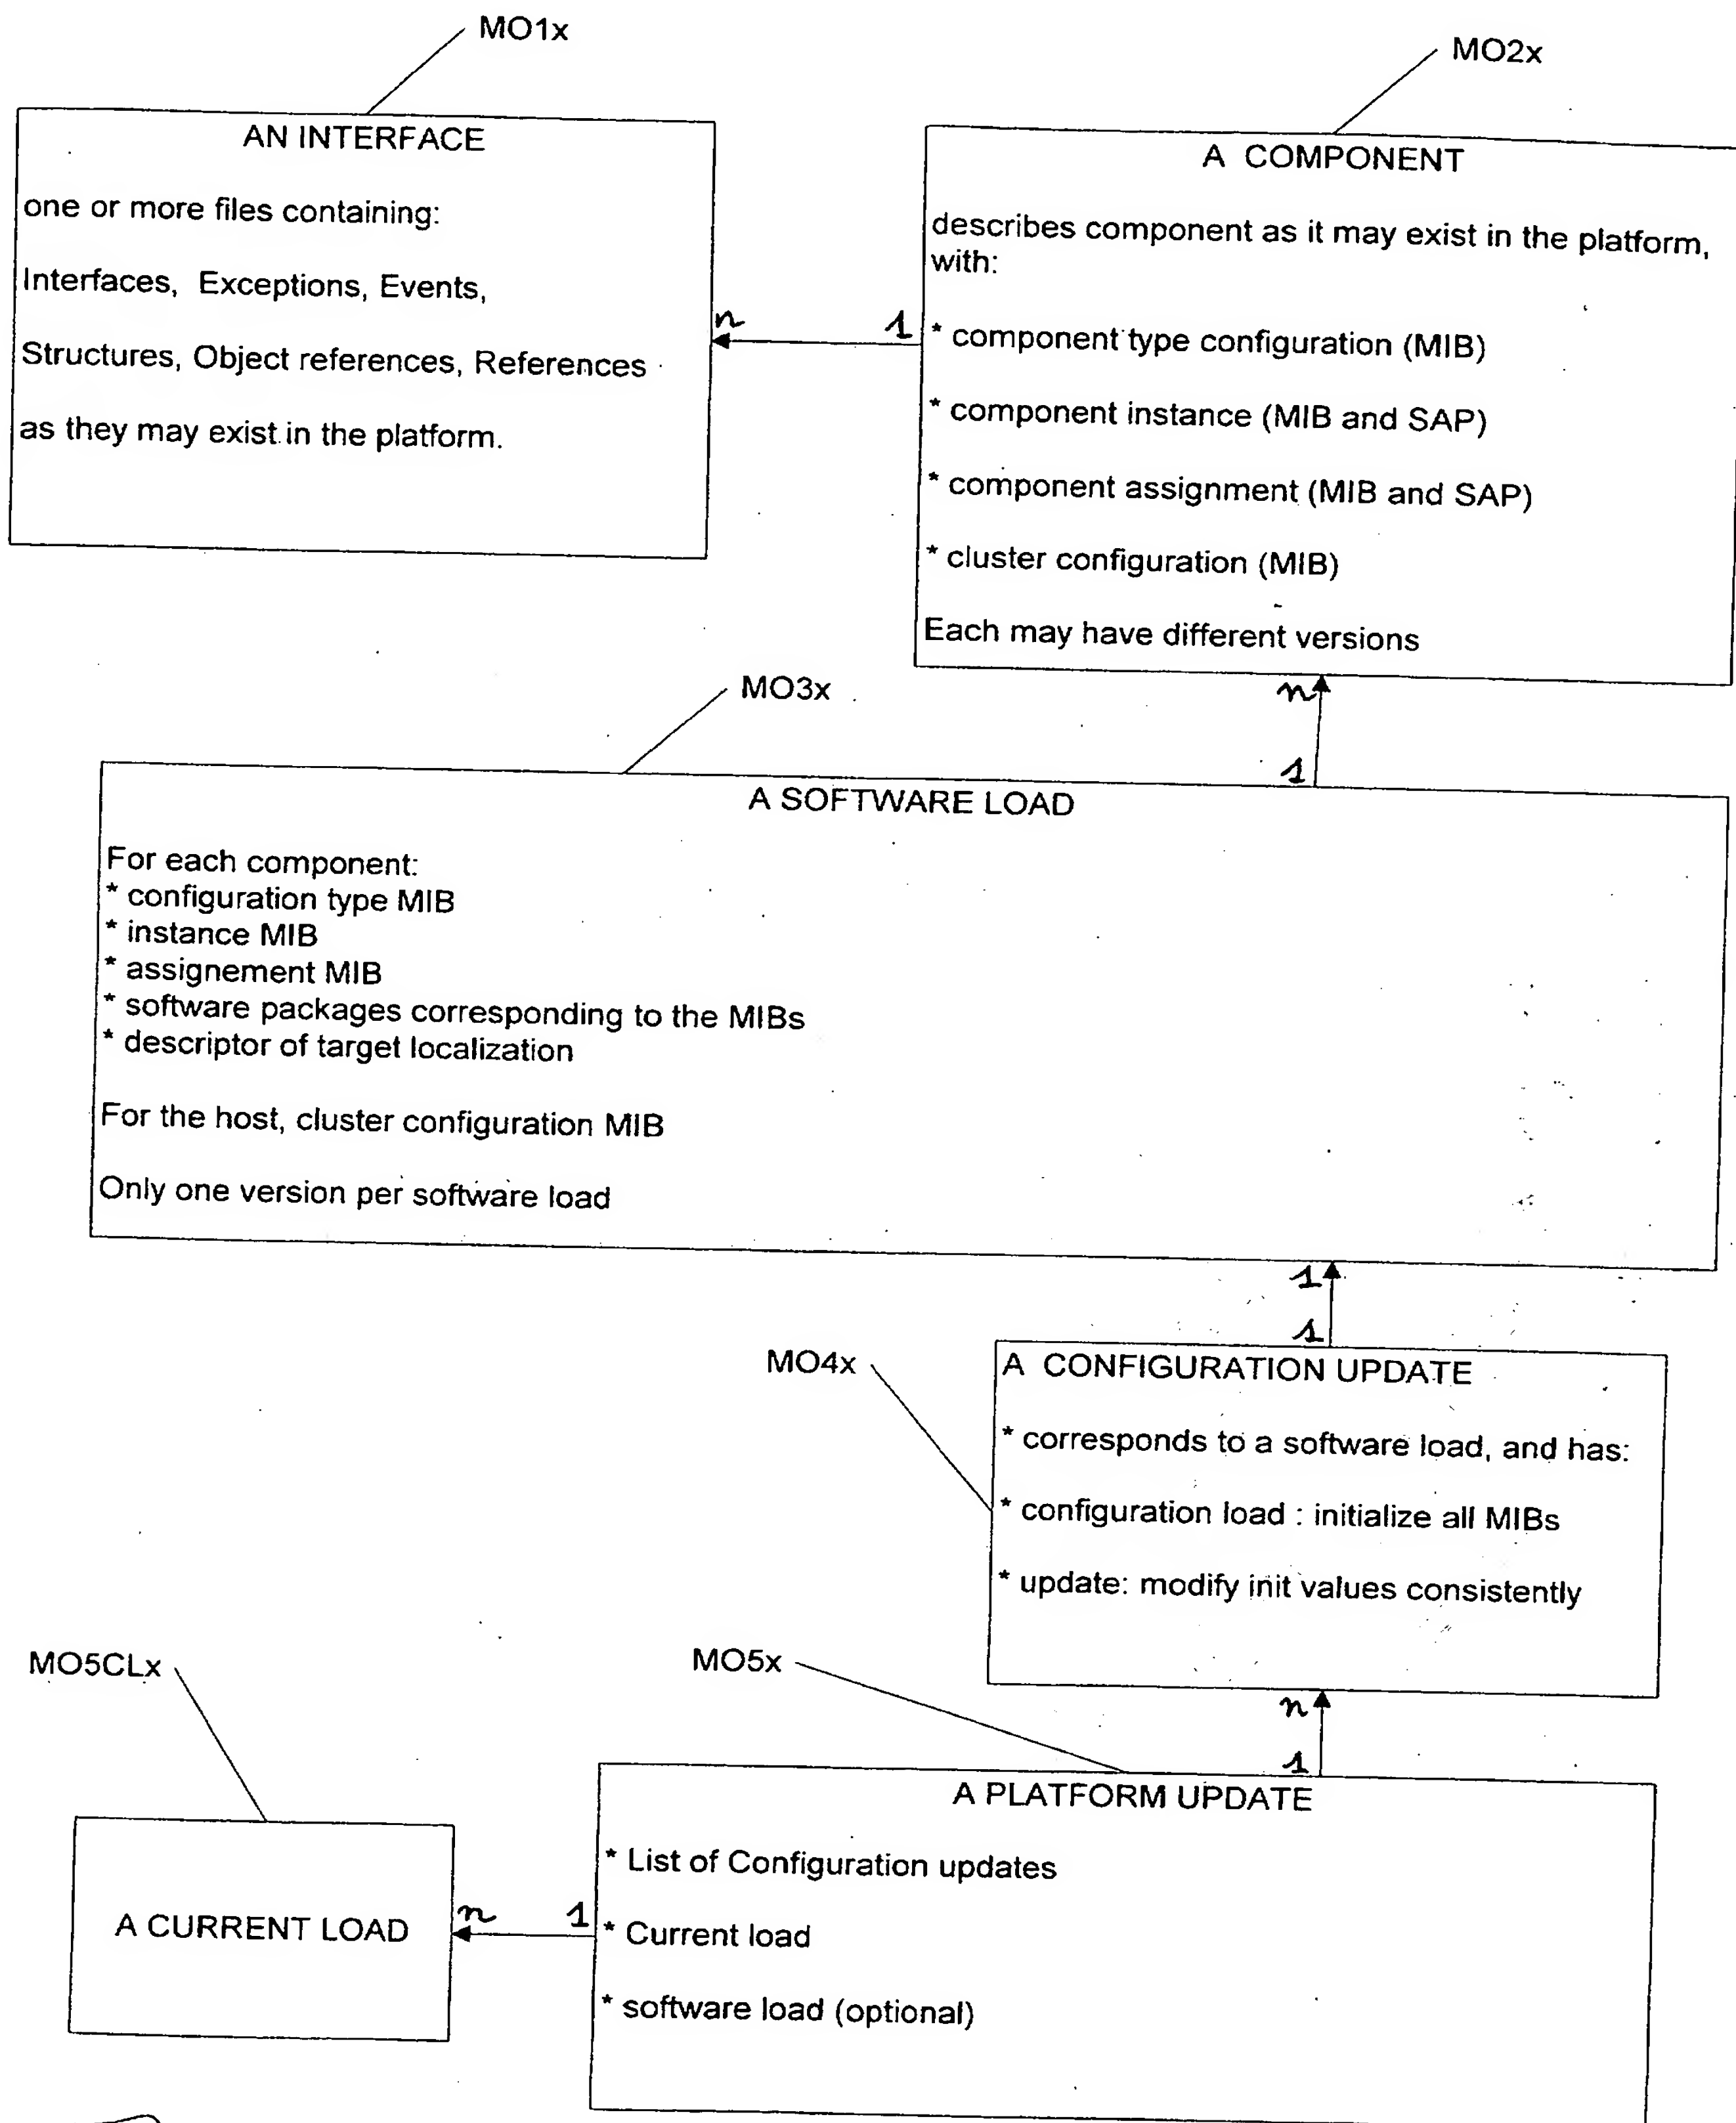 MO1x
MO2x
AN INTERFACE
one or more files containing:
Interfaces, Exceptions, Events,
Structures, Object references, References
as they may exist in the platform.
n
1
A COMPONENT
describes component as it may exist in the platform,
with:
* component type configuration (MIB)
* component instance (MIB and SAP)
* component assignment (MIB and SAP)
* cluster configuration (MIB)
Each may have different versions
MO3x
n
1
A SOFTWARE LOAD
For each component:
* configuration type MIB
* instance MIB
* assignement MIB
* software packages corresponding to the MIBs
* descriptor of target localization
For the host, cluster configuration MIB
Only one version per software load
1
1
MO4x
A CONFIGURATION UPDATE
* corresponds to a software load, and has:
* configuration load : initialize all MIBs
* update: modify init values consistently
MO5CLx
MO5x
n
1
A CURRENT LOAD
n
1
A PLATFORM UPDATE
* List of Configuration updates
* Current load
* software load (optional)